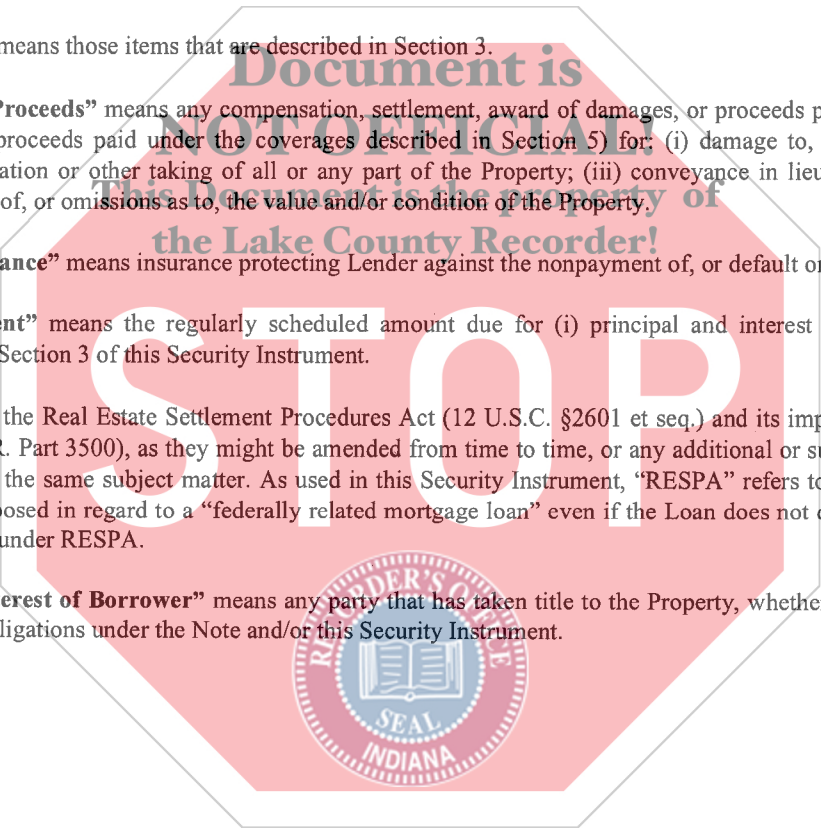 means those items that are described in Section 3.
Document is
Proceeds” means any compensation, settlement, award of damages, or proceeds p
NOT OFFICIAL!
proceeds paid under the coverages described in Section 5) for: (i) damage to,
ation or other taking of all or any part of the Property; (iii) conveyance in lieu
This Document is the property of
of, or omissions as to, the value and/or condition of the Property.
the Lake County Recorder!
ance” means insurance protecting Lender against the nonpayment of, or default on
ent” means the regularly scheduled amount due for (i) principal and interest
Section 3 of this Security Instrument.
STOP
the Real Estate Settlement Procedures Act (12 U.S.C. §2601 et seq.) and its imp
R. Part 3500), as they might be amended from time to time, or any additional or su
the same subject matter. As used in this Security Instrument, “RESPA” refers to
posed in regard to a “federally related mortgage loan” even if the Loan does not
under RESPA.
erest of Borrower” means any party that has taken title to the Property, whether
ligations under the Note and/or this Security Instrument.
RECORDER'S OFFICE
SEAL
INDIANA